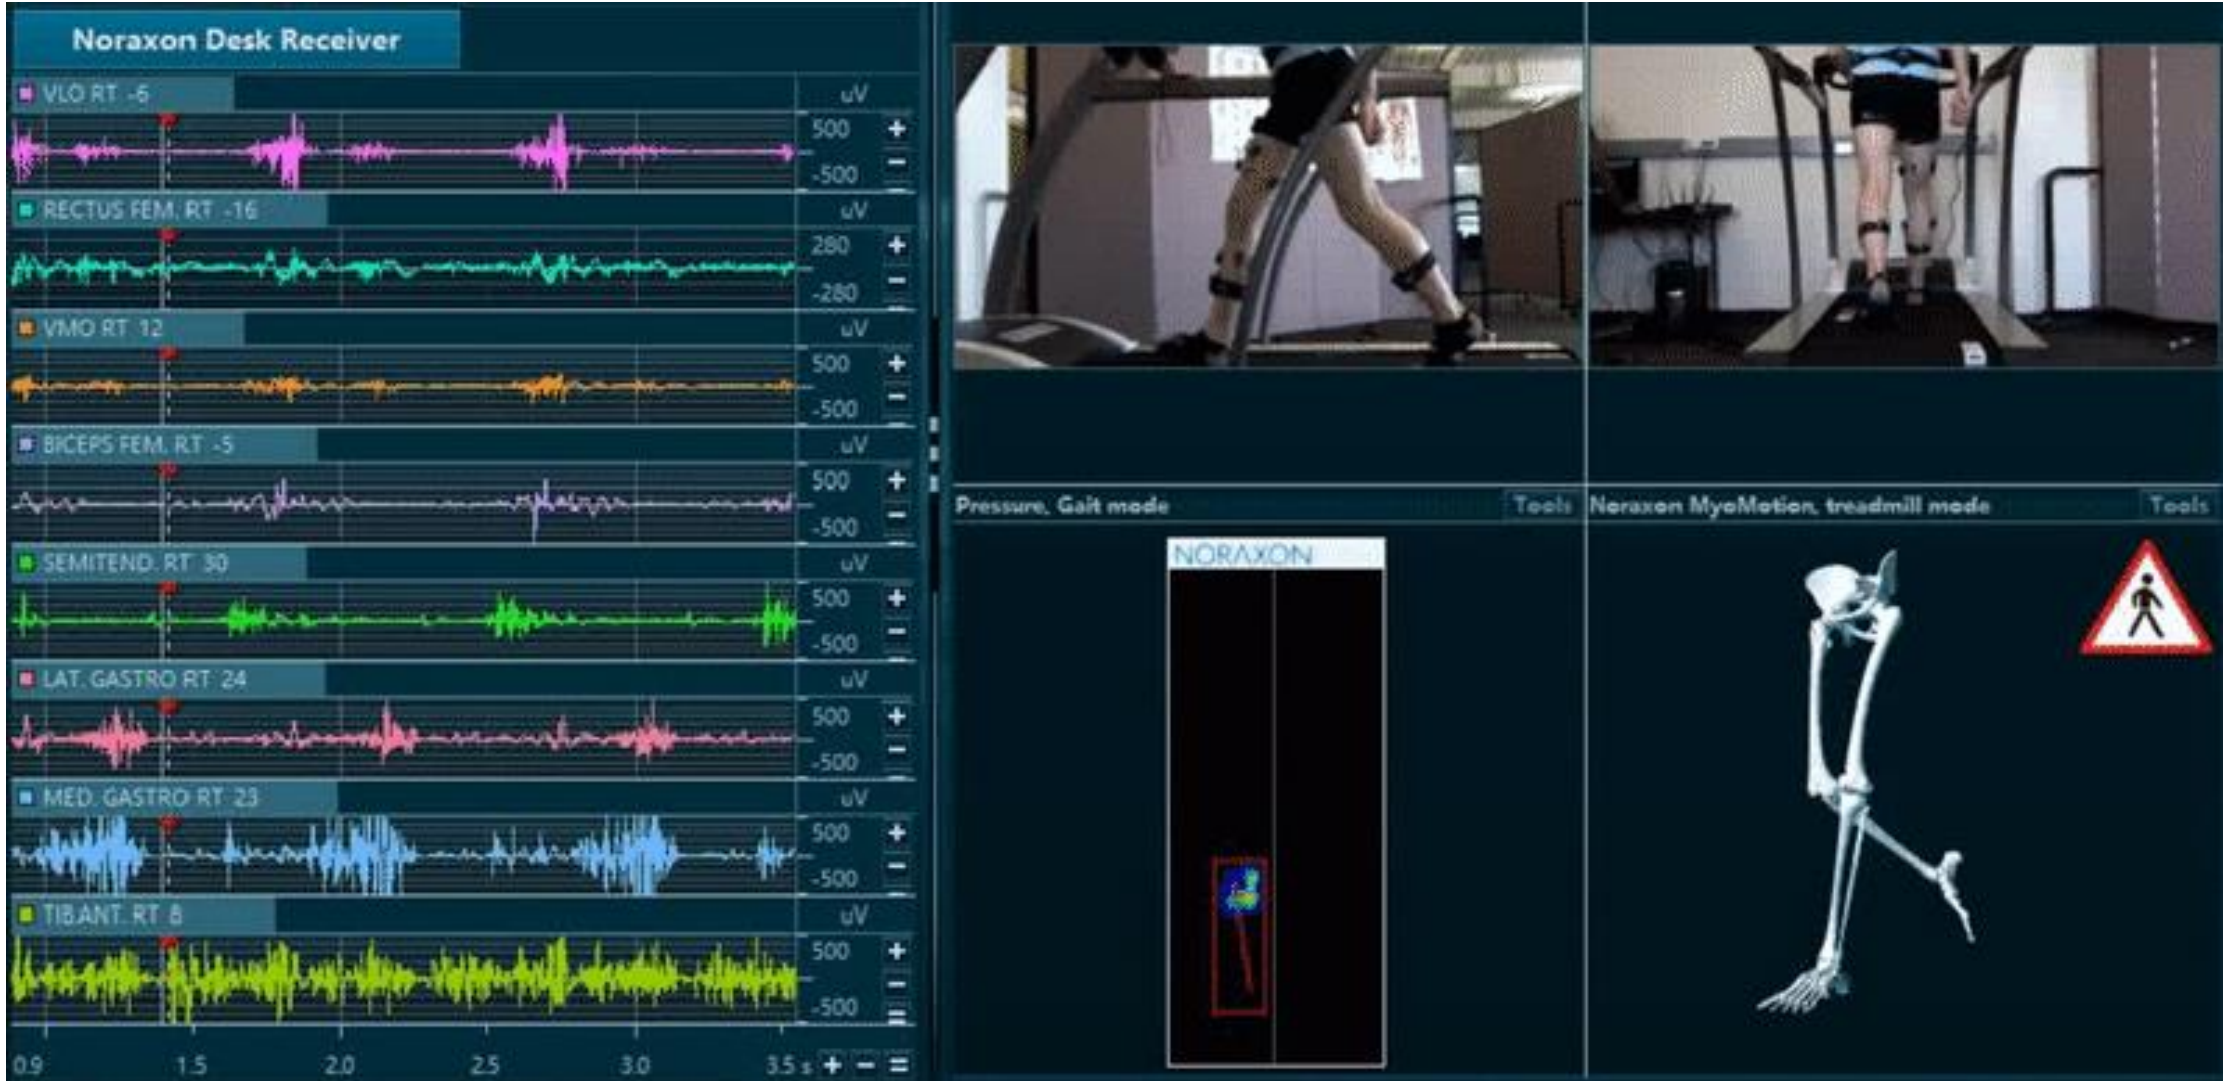 Noraxon Desk Receiver
VLO RT -6 uV
500
-500
RECTUS FEM. RT -16 uV
280
-280
VMO RT 12 uV
500
-500
BICEPS FEM. RT -5 uV
500
-500
SEMITEND. RT 30 uV
500
-500
LAT. GASTRO RT 24 uV
500
-500
MED. GASTRO RT 23 uV
500
-500
TIB.ANT. RT 8 uV
500
-500
0.9 1.5 2.0 2.5 3.0 3.5 s
Pressure, Gait mode Tools
NORAXON
Noraxon MyoMotion, treadmill mode Tools